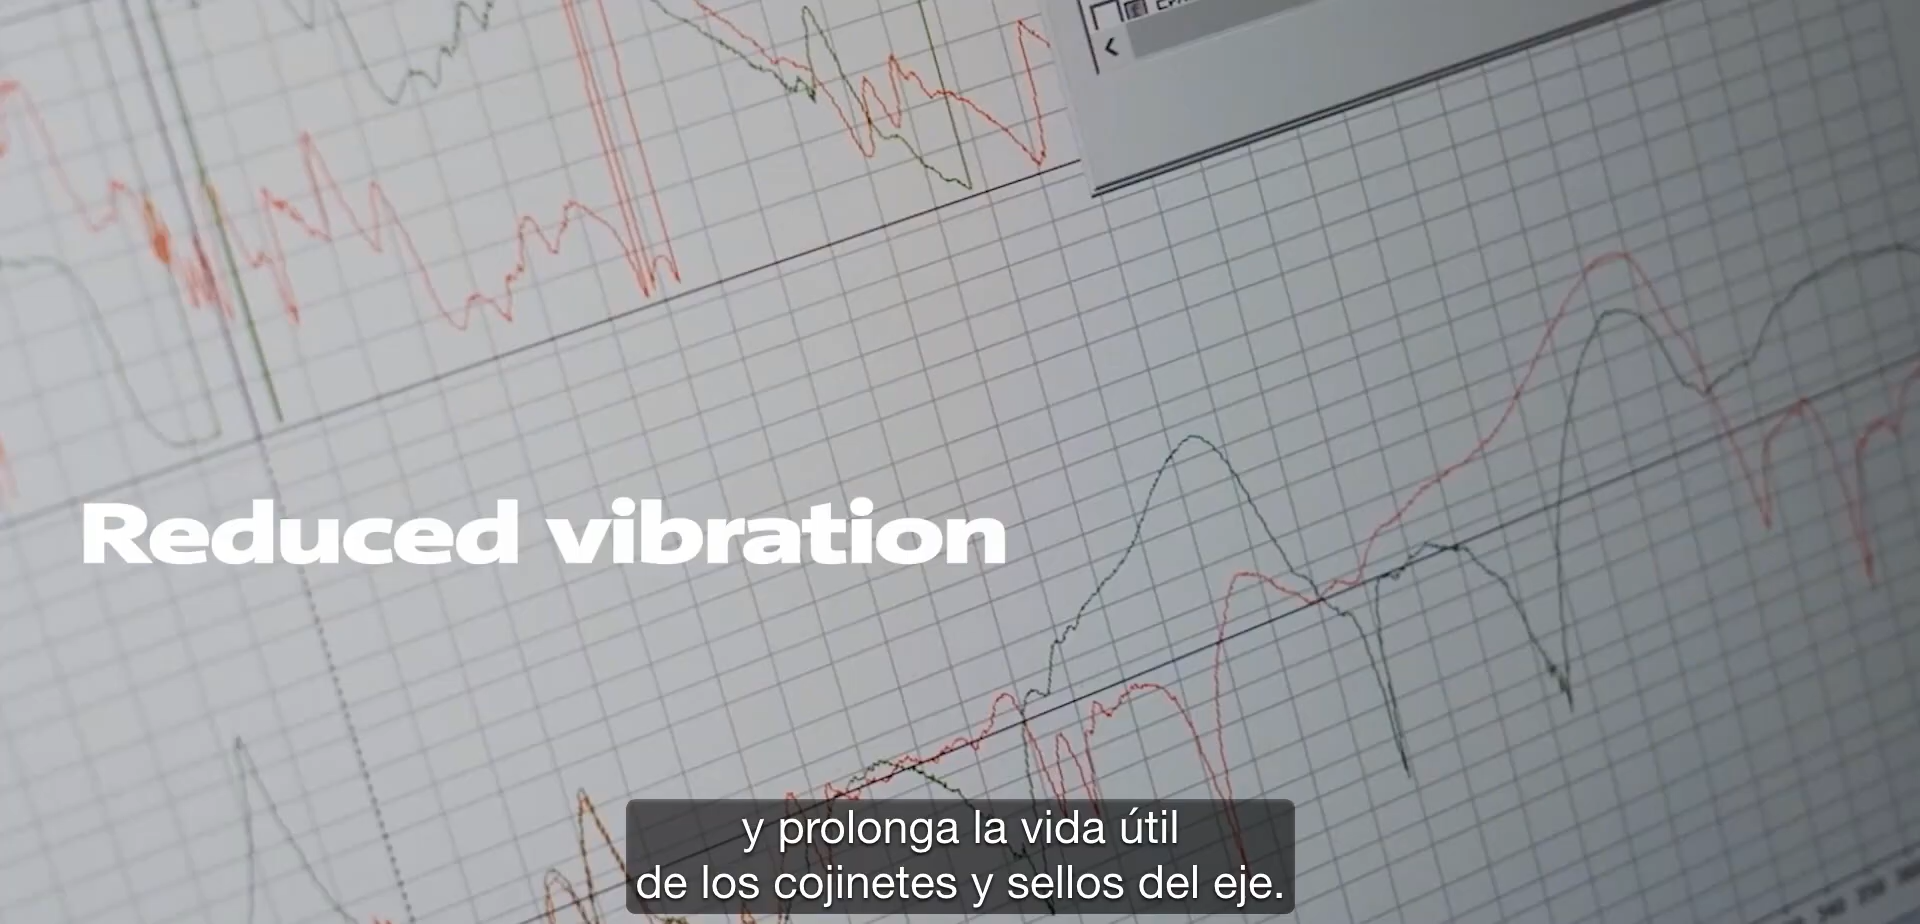 Reduced vibration
y prolonga la vida útil
de los cojinetes y sellos del eje.